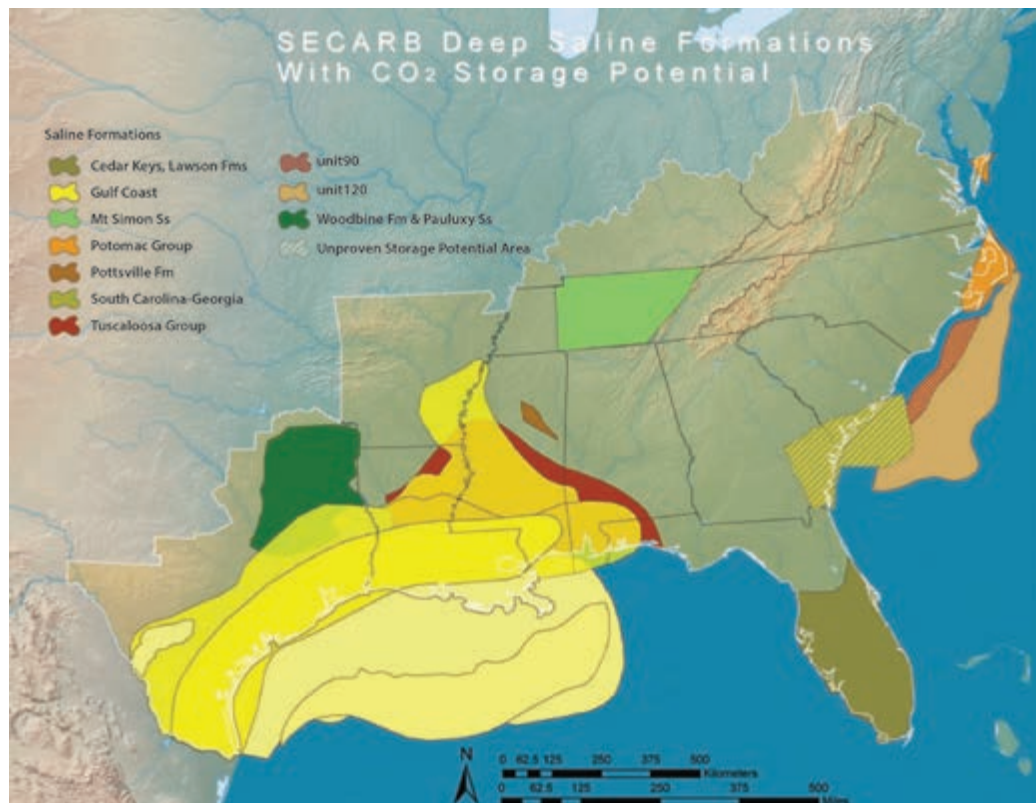 SECARB Deep Saline Formations
With CO2 Storage Potential
Saline Formations
Cedar Keys, Lawson Fms
Gulf Coast
Mt Simon Ss
Potomac Group
Pottsville Fm
South Carolina-Georgia
Tuscaloosa Group
unit90
unit120
Woodbine Fm & Pauluxy Ss
Unproven Storage Potential Area
N
0 62.5 125 250 375 500
Kilometers
0 62.5 125 250 375 500
Miles